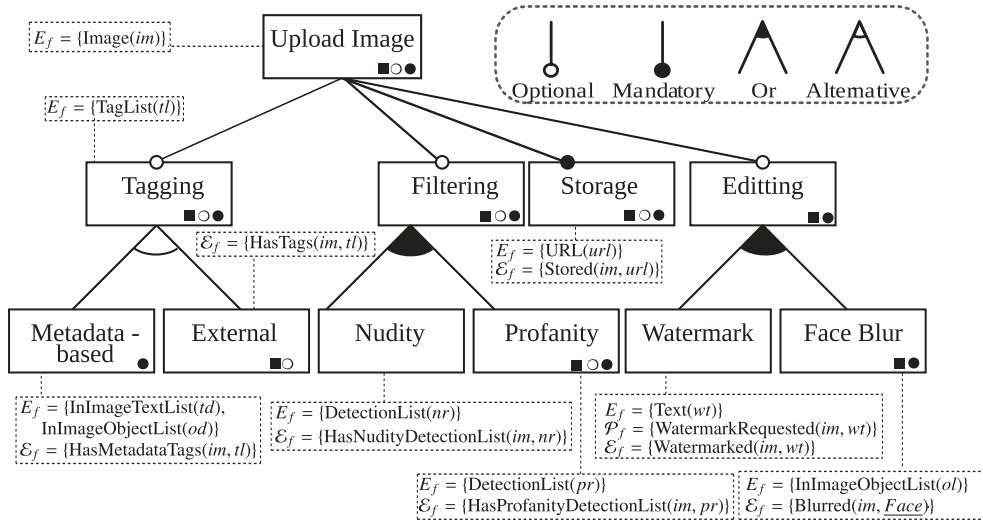 E_f = {Image(im)}
Upload Image
Optional Mandatory Or Alternative
E_f = {TagList(tl)}
Tagging
Filtering
Storage
Editting
ℰ_f = {HasTags(im, tl)}
E_f = {URL(url)}
ℰ_f = {Stored(im, url)}
Metadata -
based
External
Nudity
Profanity
Watermark
Face Blur
E_f = {InImageTextList(td),
InImageObjectList(od)}
ℰ_f = {HasMetadataTags(im, tl)}
E_f = {DetectionList(nr)}
ℰ_f = {HasNudityDetectionList(im, nr)}
E_f = {Text(wt)}
𝒫_f = {WatermarkRequested(im, wt)}
ℰ_f = {Watermarked(im, wt)}
E_f = {DetectionList(pr)}
ℰ_f = {HasProfanityDetectionList(im, pr)}
E_f = {InImageObjectList(ol)}
ℰ_f = {Blurred(im, Face)}